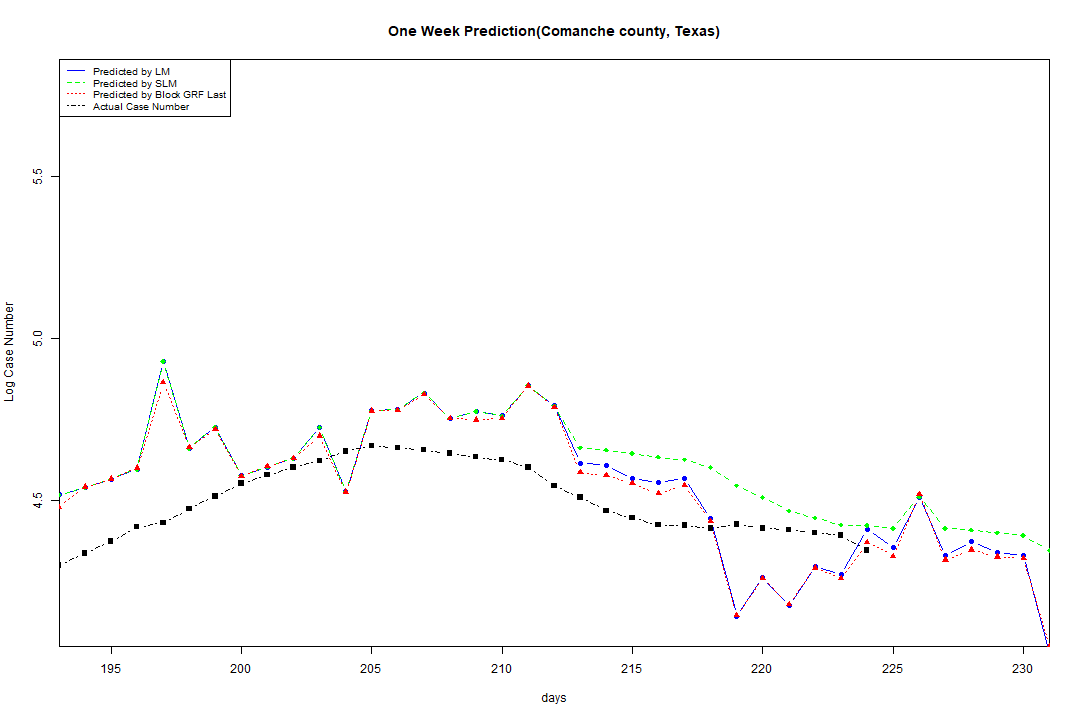 One Week Prediction(Comanche county, Texas)
Predicted by LM
Predicted by SLM
Predicted by Block GRF Last
Actual Case Number
5.5
5.0
4.5
Log Case Number
195 200 205 210 215 220 225 230
days